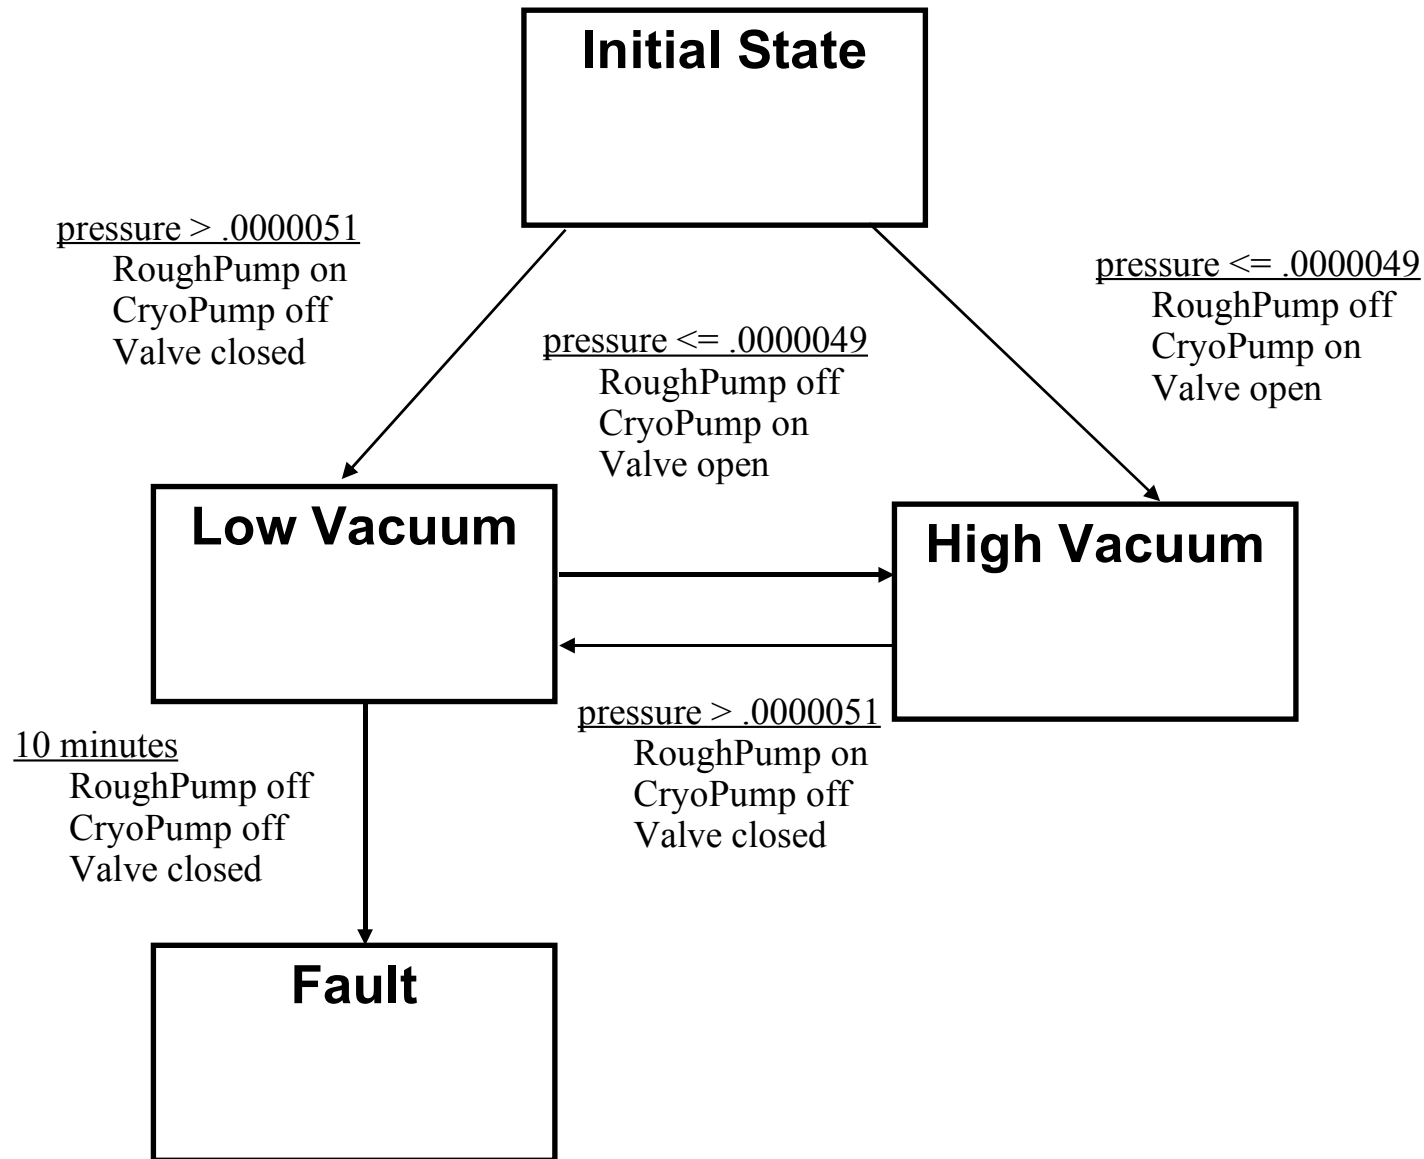 Initial State
pressure > .0000051
RoughPump on
CryoPump off
Valve closed
pressure <= .0000049
RoughPump off
CryoPump on
Valve open
pressure <= .0000049
RoughPump off
CryoPump on
Valve open
Low Vacuum
High Vacuum
pressure > .0000051
RoughPump on
CryoPump off
Valve closed
10 minutes
RoughPump off
CryoPump off
Valve closed
Fault